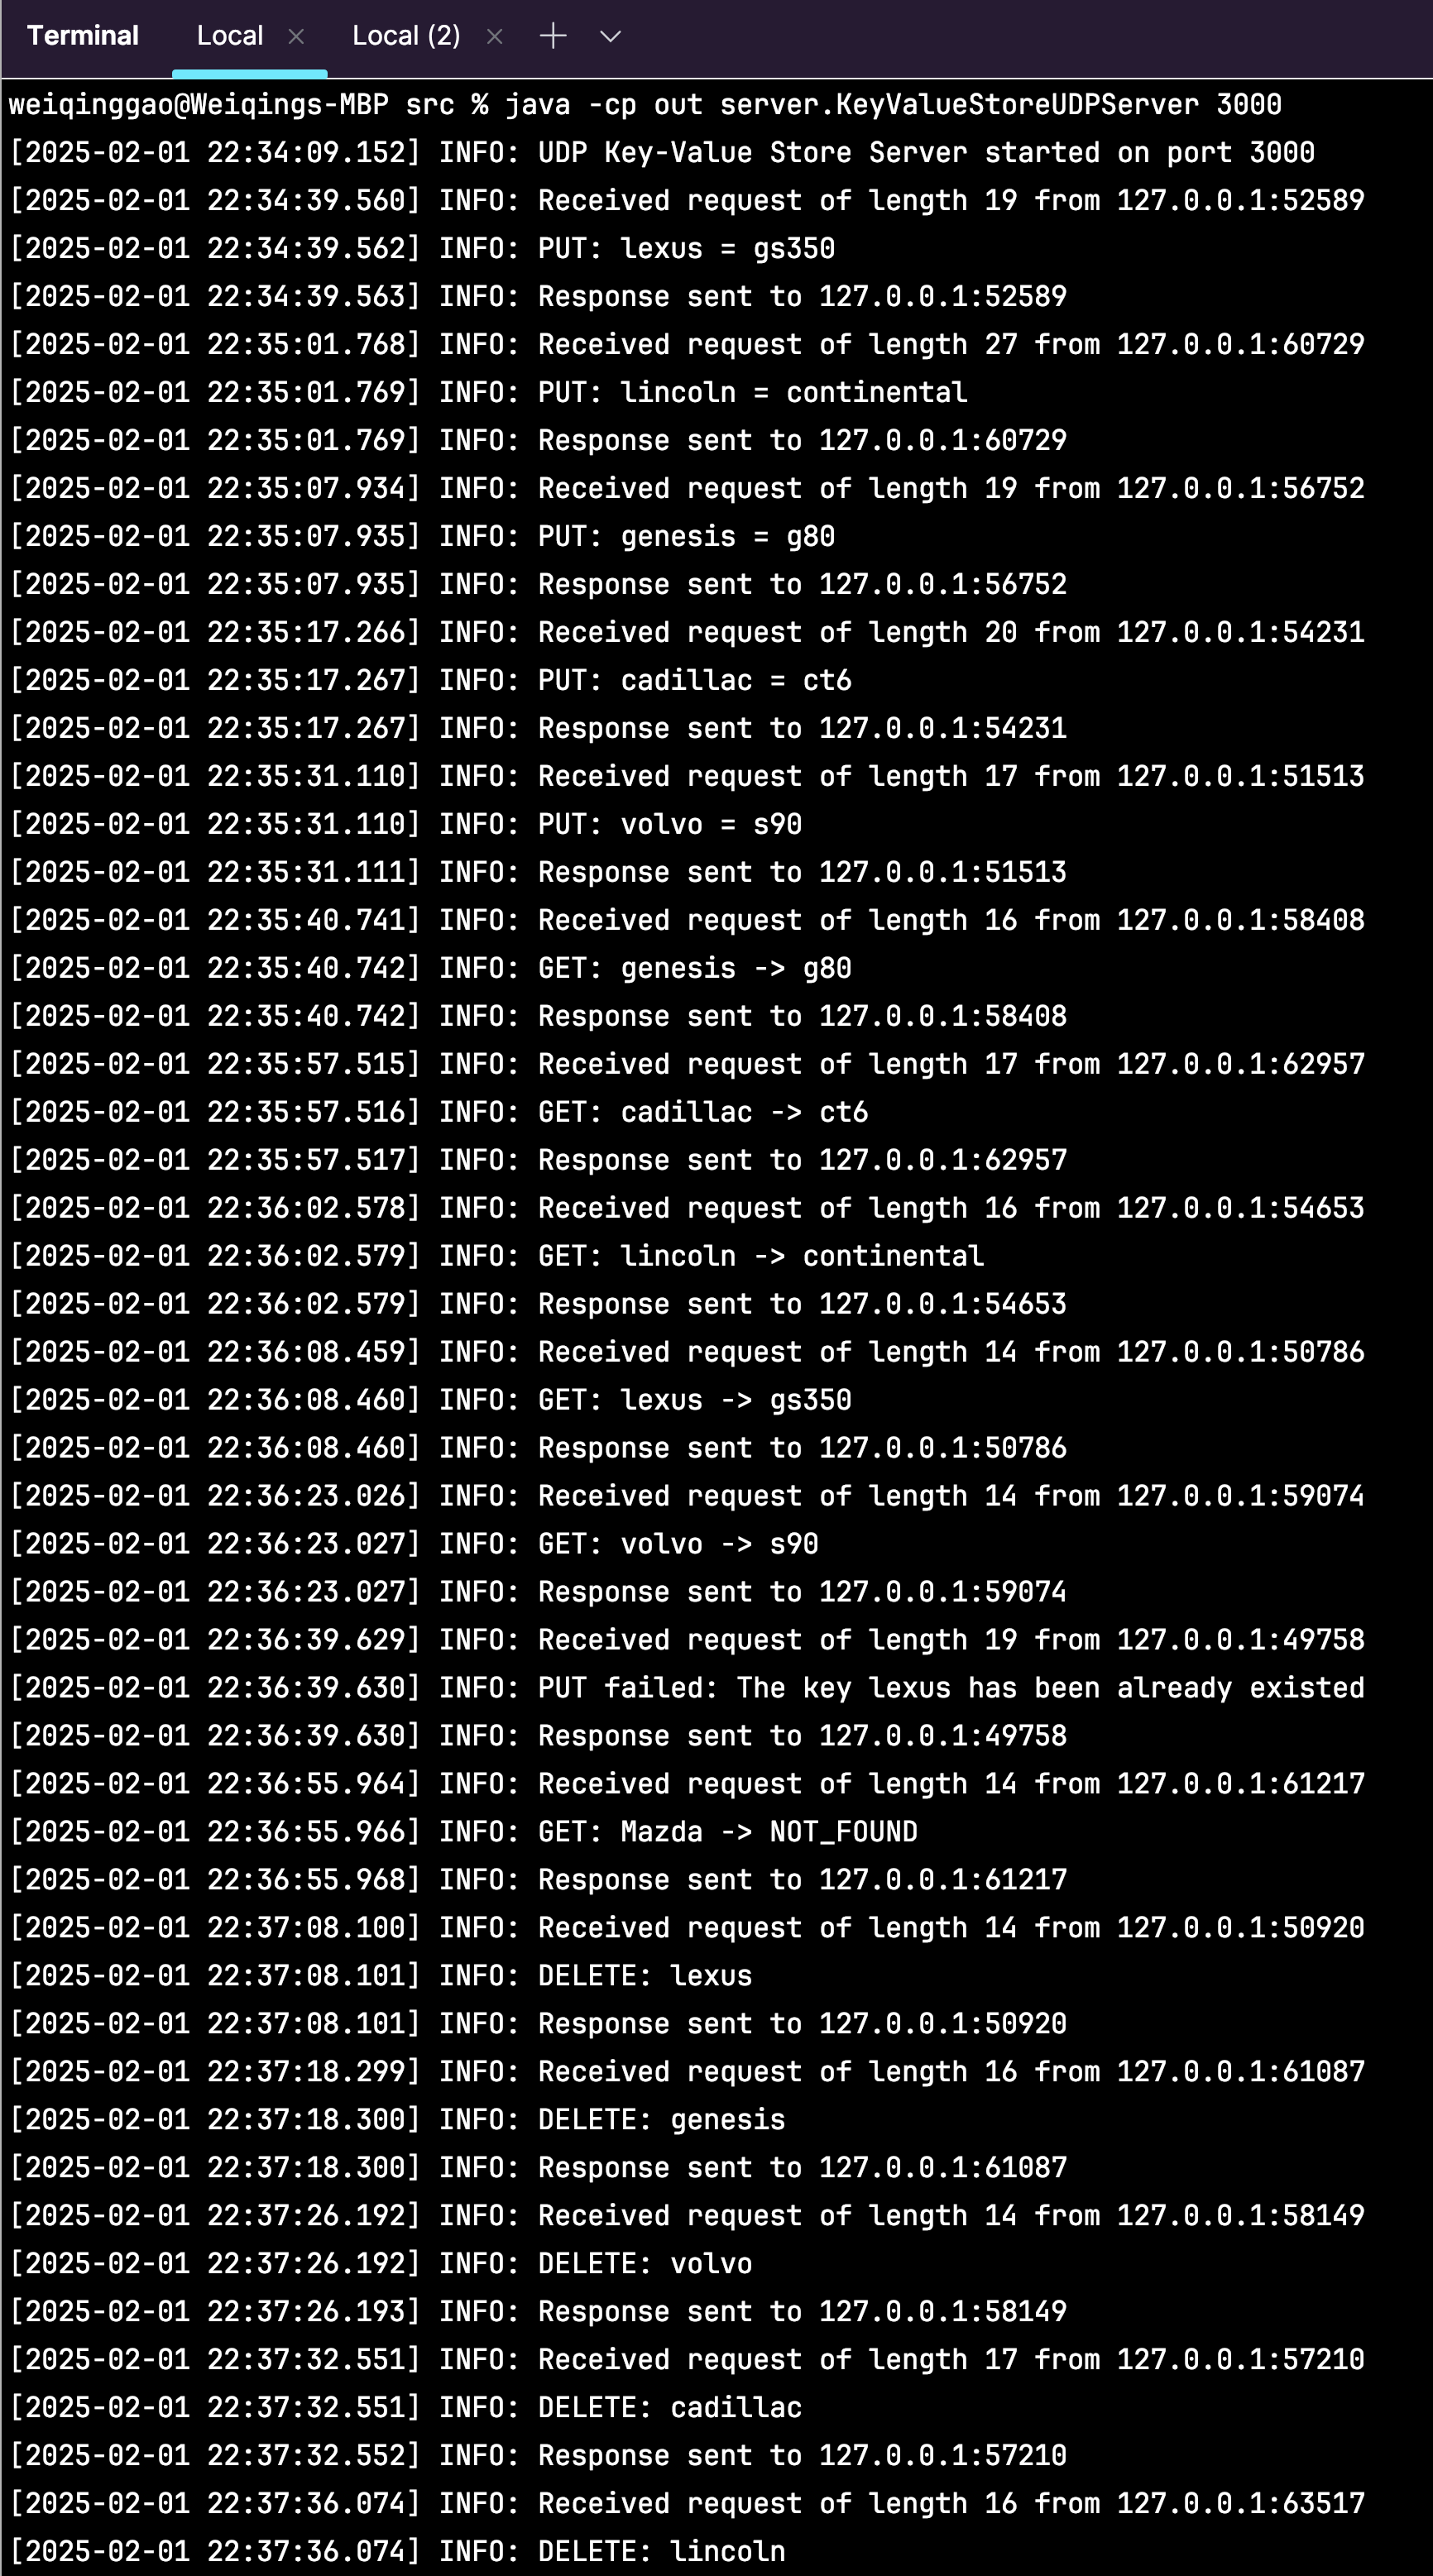 Terminal Local Local (2)
weiqinggao@Weiqings-MBP src % java -cp out server.KeyValueStoreUDPServer 3000
[2025-02-01 22:34:09.152] INFO: UDP Key-Value Store Server started on port 3000
[2025-02-01 22:34:39.560] INFO: Received request of length 19 from 127.0.0.1:52589
[2025-02-01 22:34:39.562] INFO: PUT: lexus = gs350
[2025-02-01 22:34:39.563] INFO: Response sent to 127.0.0.1:52589
[2025-02-01 22:35:01.768] INFO: Received request of length 27 from 127.0.0.1:60729
[2025-02-01 22:35:01.769] INFO: PUT: lincoln = continental
[2025-02-01 22:35:01.769] INFO: Response sent to 127.0.0.1:60729
[2025-02-01 22:35:07.934] INFO: Received request of length 19 from 127.0.0.1:56752
[2025-02-01 22:35:07.935] INFO: PUT: genesis = g80
[2025-02-01 22:35:07.935] INFO: Response sent to 127.0.0.1:56752
[2025-02-01 22:35:17.266] INFO: Received request of length 20 from 127.0.0.1:54231
[2025-02-01 22:35:17.267] INFO: PUT: cadillac = ct6
[2025-02-01 22:35:17.267] INFO: Response sent to 127.0.0.1:54231
[2025-02-01 22:35:31.110] INFO: Received request of length 17 from 127.0.0.1:51513
[2025-02-01 22:35:31.110] INFO: PUT: volvo = s90
[2025-02-01 22:35:31.111] INFO: Response sent to 127.0.0.1:51513
[2025-02-01 22:35:40.741] INFO: Received request of length 16 from 127.0.0.1:58408
[2025-02-01 22:35:40.742] INFO: GET: genesis -> g80
[2025-02-01 22:35:40.742] INFO: Response sent to 127.0.0.1:58408
[2025-02-01 22:35:57.515] INFO: Received request of length 17 from 127.0.0.1:62957
[2025-02-01 22:35:57.516] INFO: GET: cadillac -> ct6
[2025-02-01 22:35:57.517] INFO: Response sent to 127.0.0.1:62957
[2025-02-01 22:36:02.578] INFO: Received request of length 16 from 127.0.0.1:54653
[2025-02-01 22:36:02.579] INFO: GET: lincoln -> continental
[2025-02-01 22:36:02.579] INFO: Response sent to 127.0.0.1:54653
[2025-02-01 22:36:08.459] INFO: Received request of length 14 from 127.0.0.1:50786
[2025-02-01 22:36:08.460] INFO: GET: lexus -> gs350
[2025-02-01 22:36:08.460] INFO: Response sent to 127.0.0.1:50786
[2025-02-01 22:36:23.026] INFO: Received request of length 14 from 127.0.0.1:59074
[2025-02-01 22:36:23.027] INFO: GET: volvo -> s90
[2025-02-01 22:36:23.027] INFO: Response sent to 127.0.0.1:59074
[2025-02-01 22:36:39.629] INFO: Received request of length 19 from 127.0.0.1:49758
[2025-02-01 22:36:39.630] INFO: PUT failed: The key lexus has been already existed
[2025-02-01 22:36:39.630] INFO: Response sent to 127.0.0.1:49758
[2025-02-01 22:36:55.964] INFO: Received request of length 14 from 127.0.0.1:61217
[2025-02-01 22:36:55.966] INFO: GET: Mazda -> NOT_FOUND
[2025-02-01 22:36:55.968] INFO: Response sent to 127.0.0.1:61217
[2025-02-01 22:37:08.100] INFO: Received request of length 14 from 127.0.0.1:50920
[2025-02-01 22:37:08.101] INFO: DELETE: lexus
[2025-02-01 22:37:08.101] INFO: Response sent to 127.0.0.1:50920
[2025-02-01 22:37:18.299] INFO: Received request of length 16 from 127.0.0.1:61087
[2025-02-01 22:37:18.300] INFO: DELETE: genesis
[2025-02-01 22:37:18.300] INFO: Response sent to 127.0.0.1:61087
[2025-02-01 22:37:26.192] INFO: Received request of length 14 from 127.0.0.1:58149
[2025-02-01 22:37:26.192] INFO: DELETE: volvo
[2025-02-01 22:37:26.193] INFO: Response sent to 127.0.0.1:58149
[2025-02-01 22:37:32.551] INFO: Received request of length 17 from 127.0.0.1:57210
[2025-02-01 22:37:32.551] INFO: DELETE: cadillac
[2025-02-01 22:37:32.552] INFO: Response sent to 127.0.0.1:57210
[2025-02-01 22:37:36.074] INFO: Received request of length 16 from 127.0.0.1:63517
[2025-02-01 22:37:36.074] INFO: DELETE: lincoln